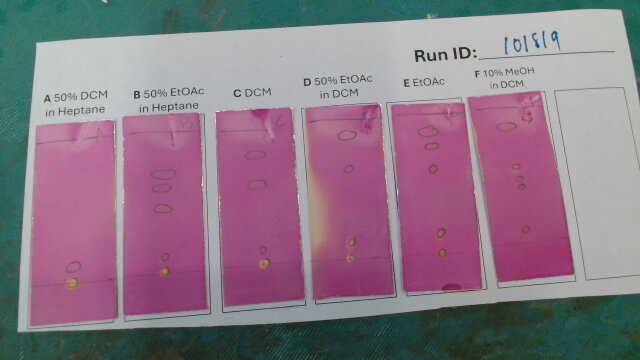 Run ID: 101819
A 50% DCM
in Heptane
B 50% EtOAc
in Heptane
C DCM
D 50% EtOAc
in DCM
E EtOAc
F 10% MeOH
in DCM
A
B
C